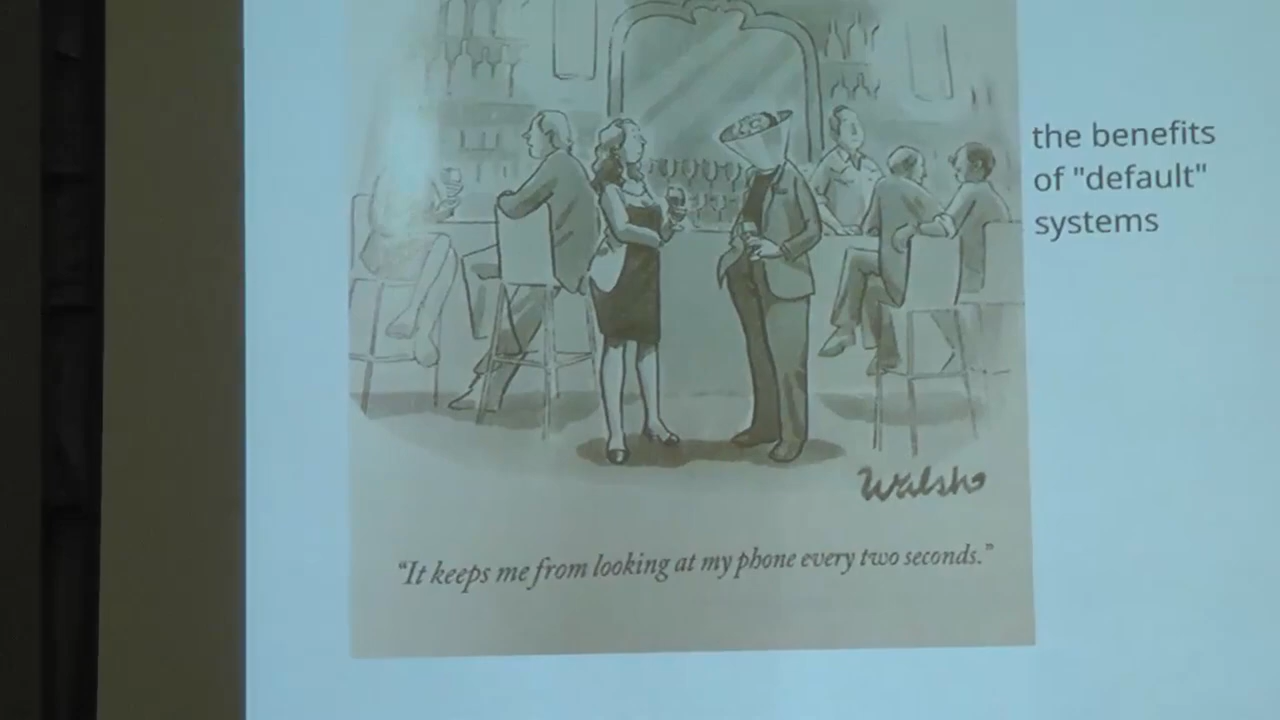 the benefits
of "default"
systems
Walsh
“It keeps me from looking at my phone every two seconds.”